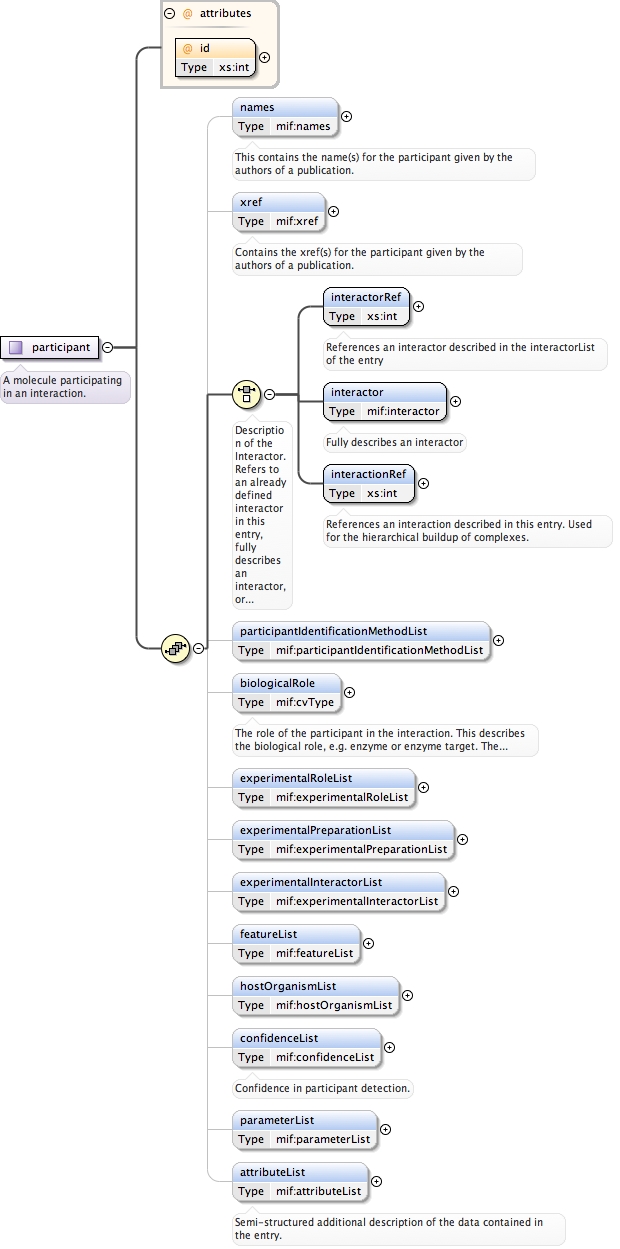 @ attributes
@ id
Type xs:int
names
Type mif:names
This contains the name(s) for the participant given by the
authors of a publication.
xref
Type mif:xref
Contains the xref(s) for the participant given by the
authors of a publication.
participant
A molecule participating
in an interaction.
interactorRef
Type xs:int
References an interactor described in the interactorList
of the entry
interactor
Type mif:interactor
Fully describes an interactor
interactionRef
Type xs:int
References an interaction described in this entry. Used
for the hierarchical buildup of complexes.
Descriptio
n of the
Interactor.
Refers to
an already
defined
interactor
in this
entry,
fully
describes
an
interactor,
or...
participantIdentificationMethodList
Type mif:participantIdentificationMethodList
biologicalRole
Type mif:cvType
The role of the participant in the interaction. This describes
the biological role, e.g. enzyme or enzyme target. The...
experimentalRoleList
Type mif:experimentalRoleList
experimentalPreparationList
Type mif:experimentalPreparationList
experimentalInteractorList
Type mif:experimentalInteractorList
featureList
Type mif:featureList
hostOrganismList
Type mif:hostOrganismList
confidenceList
Type mif:confidenceList
Confidence in participant detection.
parameterList
Type mif:parameterList
attributeList
Type mif:attributeList
Semi-structured additional description of the data contained in
the entry.